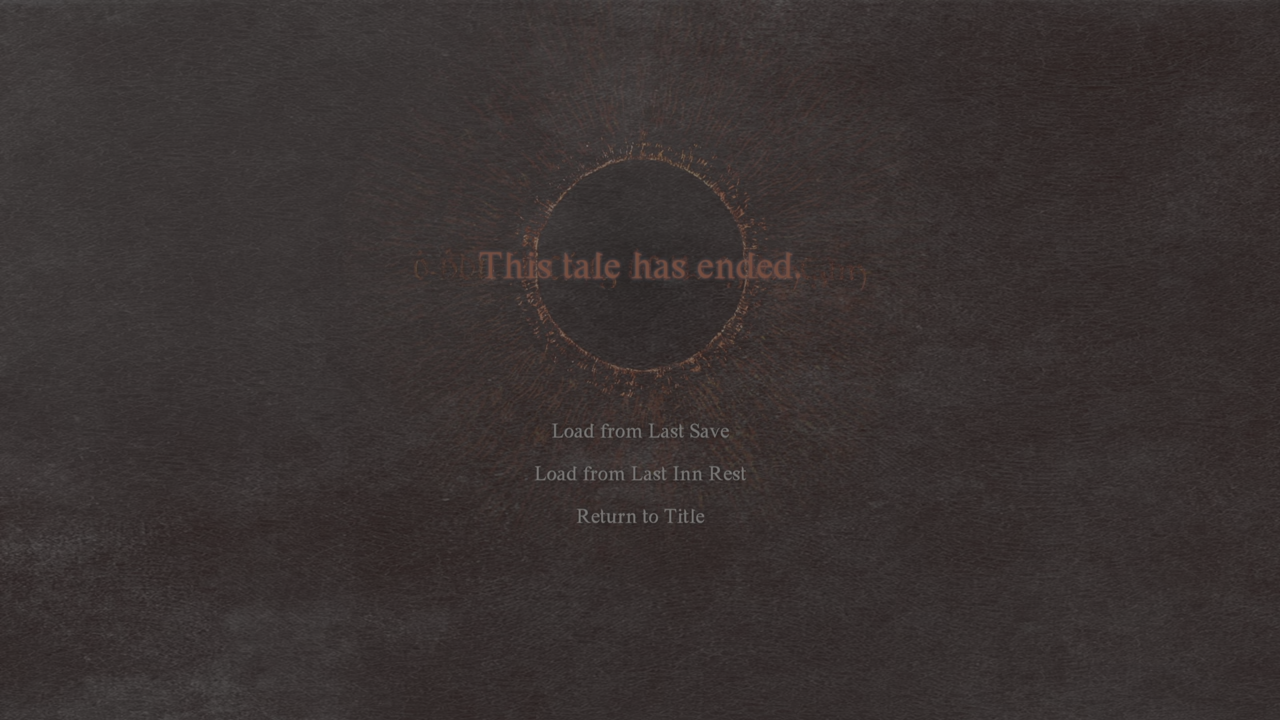 This tale has ended.
Load from Last Save
Load from Last Inn Rest
Return to Title